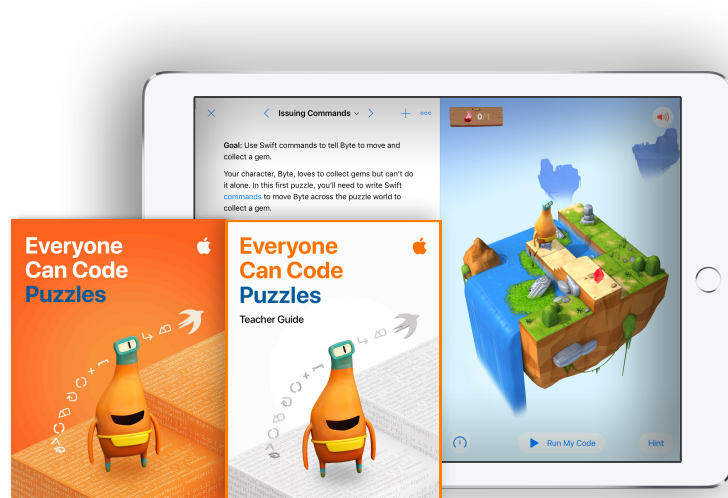 Issuing Commands
0/1
Goal: Use Swift commands to tell Byte to move and
collect a gem.
Your character, Byte, loves to collect gems but can't do
it alone. In this first puzzle, you'll need to write Swift
commands to move Byte across the puzzle world to
collect a gem.
Run My Code
Hint
Everyone
Can Code
Puzzles
Everyone
Can Code
Puzzles
Teacher Guide